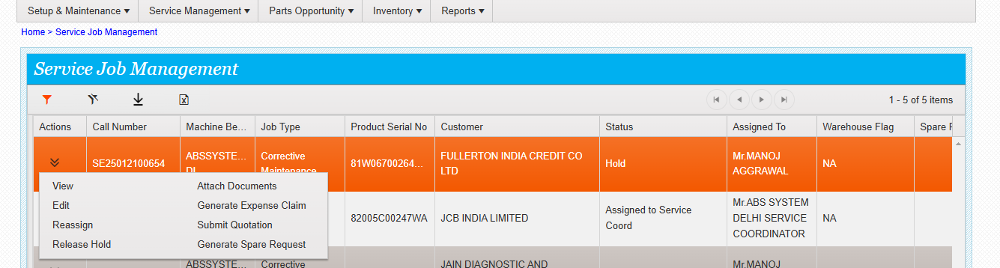 Setup & Maintenance Service Management Parts Opportunity Inventory Reports
Home > Service Job Management
Service Job Management
1 - 5 of 5 items
Actions Call Number Machine Be... Job Type Product Serial No Customer Status Assigned To Warehouse Flag Spare
SE25012100654 ABSSYSTE... Corrective Maintenance 81W06700264... FULLERTON INDIA CREDIT CO Hold Mr.MANOJ NA
LTD AGGRAWAL
View Attach Documents
Edit Generate Expense Claim
Reassign Submit Quotation
Release Hold Generate Spare Request
82005C00247WA JCB INDIA LIMITED Assigned to Service Mr.ABS SYSTEM NA
Coord DELHI SERVICE
COORDINATOR
ABSSYSTE... Corrective JAIN DIAGNOSTIC AND Mr.MANOJ